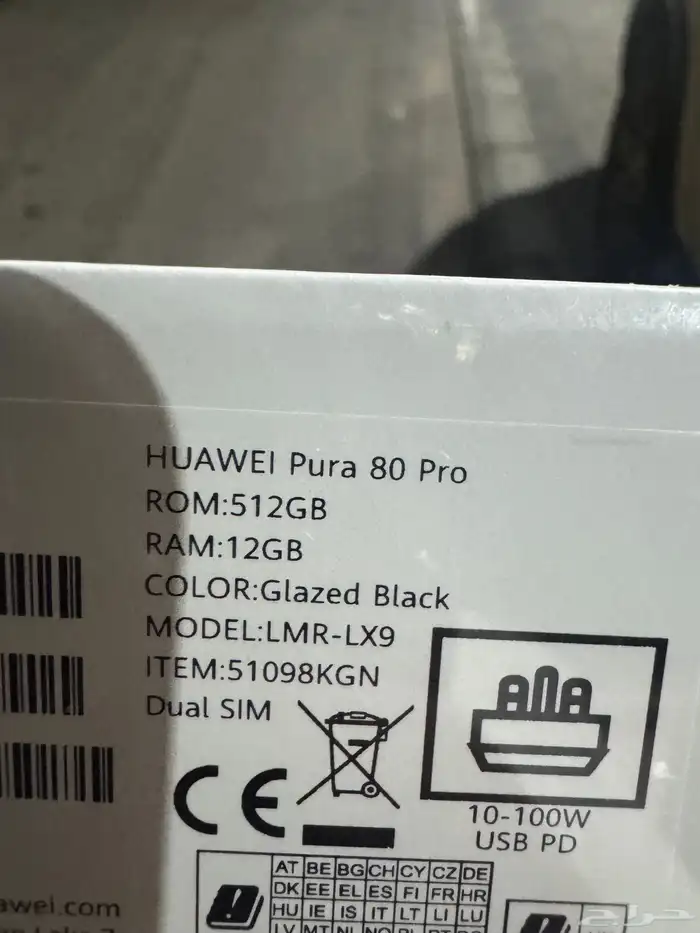 HUAWEI Pura 80 Pro
ROM:512GB
RAM:12GB
COLOR:Glazed Black
MODEL:LMR-LX9
ITEM:51098KGN
Dual SIM
CE
10-100W
USB PD
AT BE BG CH CY CZ DE
DK EE EL ES FI FR HR
HU IE IS IT LT LI LU
awei.com
حراج